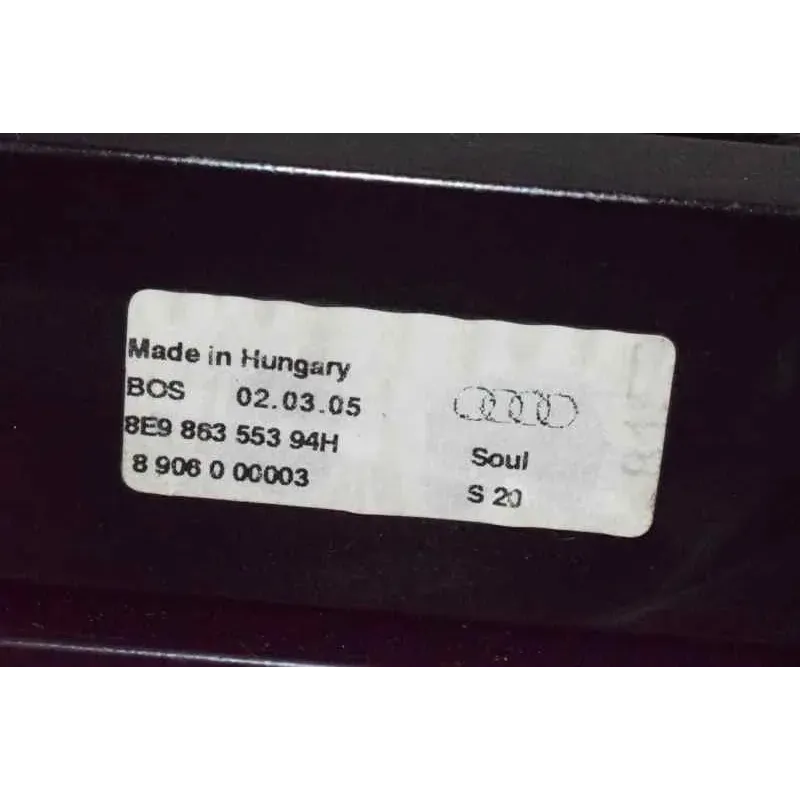 Made in Hungary
BOS 02.03.05
8E9 863 553 94H
8 906 0 00003
Soul
S 20